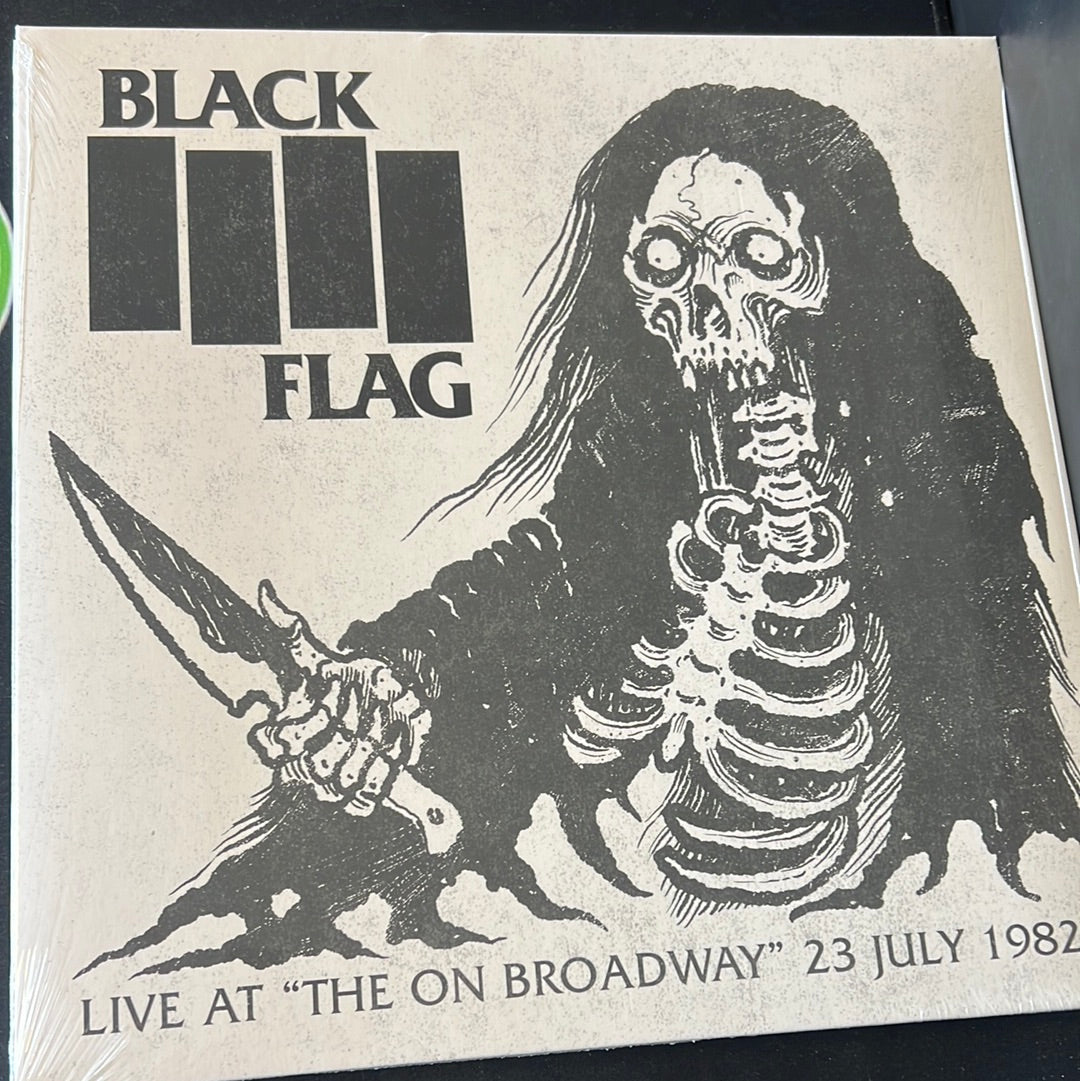 BLACK
FLAG
LIVE AT “THE ON BROADWAY” 23 JULY 1982